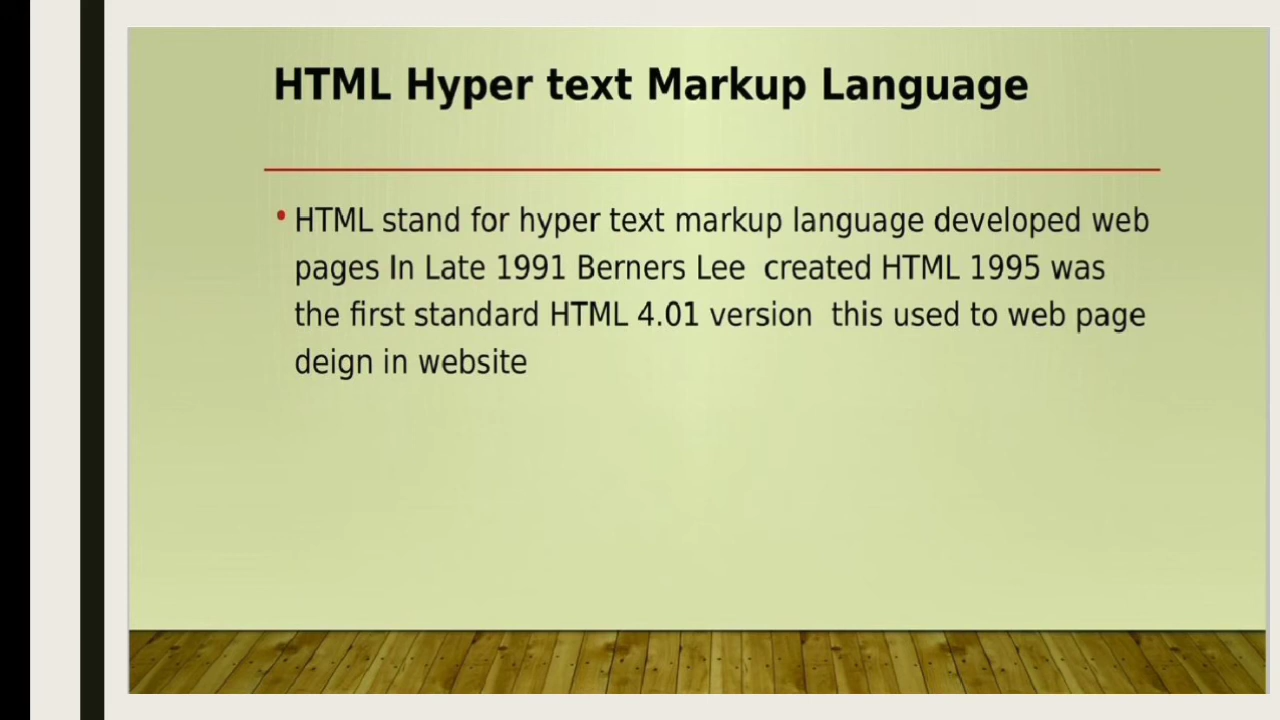 HTML Hyper text Markup Language
• HTML stand for hyper text markup language developed web
pages In Late 1991 Berners Lee  created HTML 1995 was
the first standard HTML 4.01 version  this used to web page
deign in website